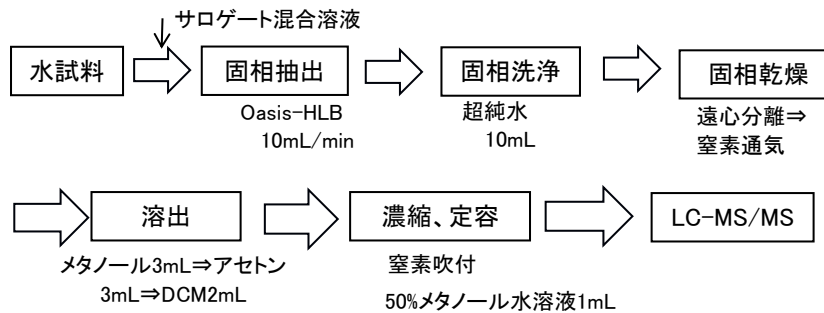 サロゲート混合溶液
水試料
固相抽出
固相洗浄
固相乾燥
Oasis-HLB
10mL/min
超純水
10mL
遠心分離⇒
窒素通気
溶出
濃縮、定容
LC-MS/MS
メタノール3mL⇒アセトン
3mL⇒DCM2mL
窒素吹付
50%メタノール水溶液1mL